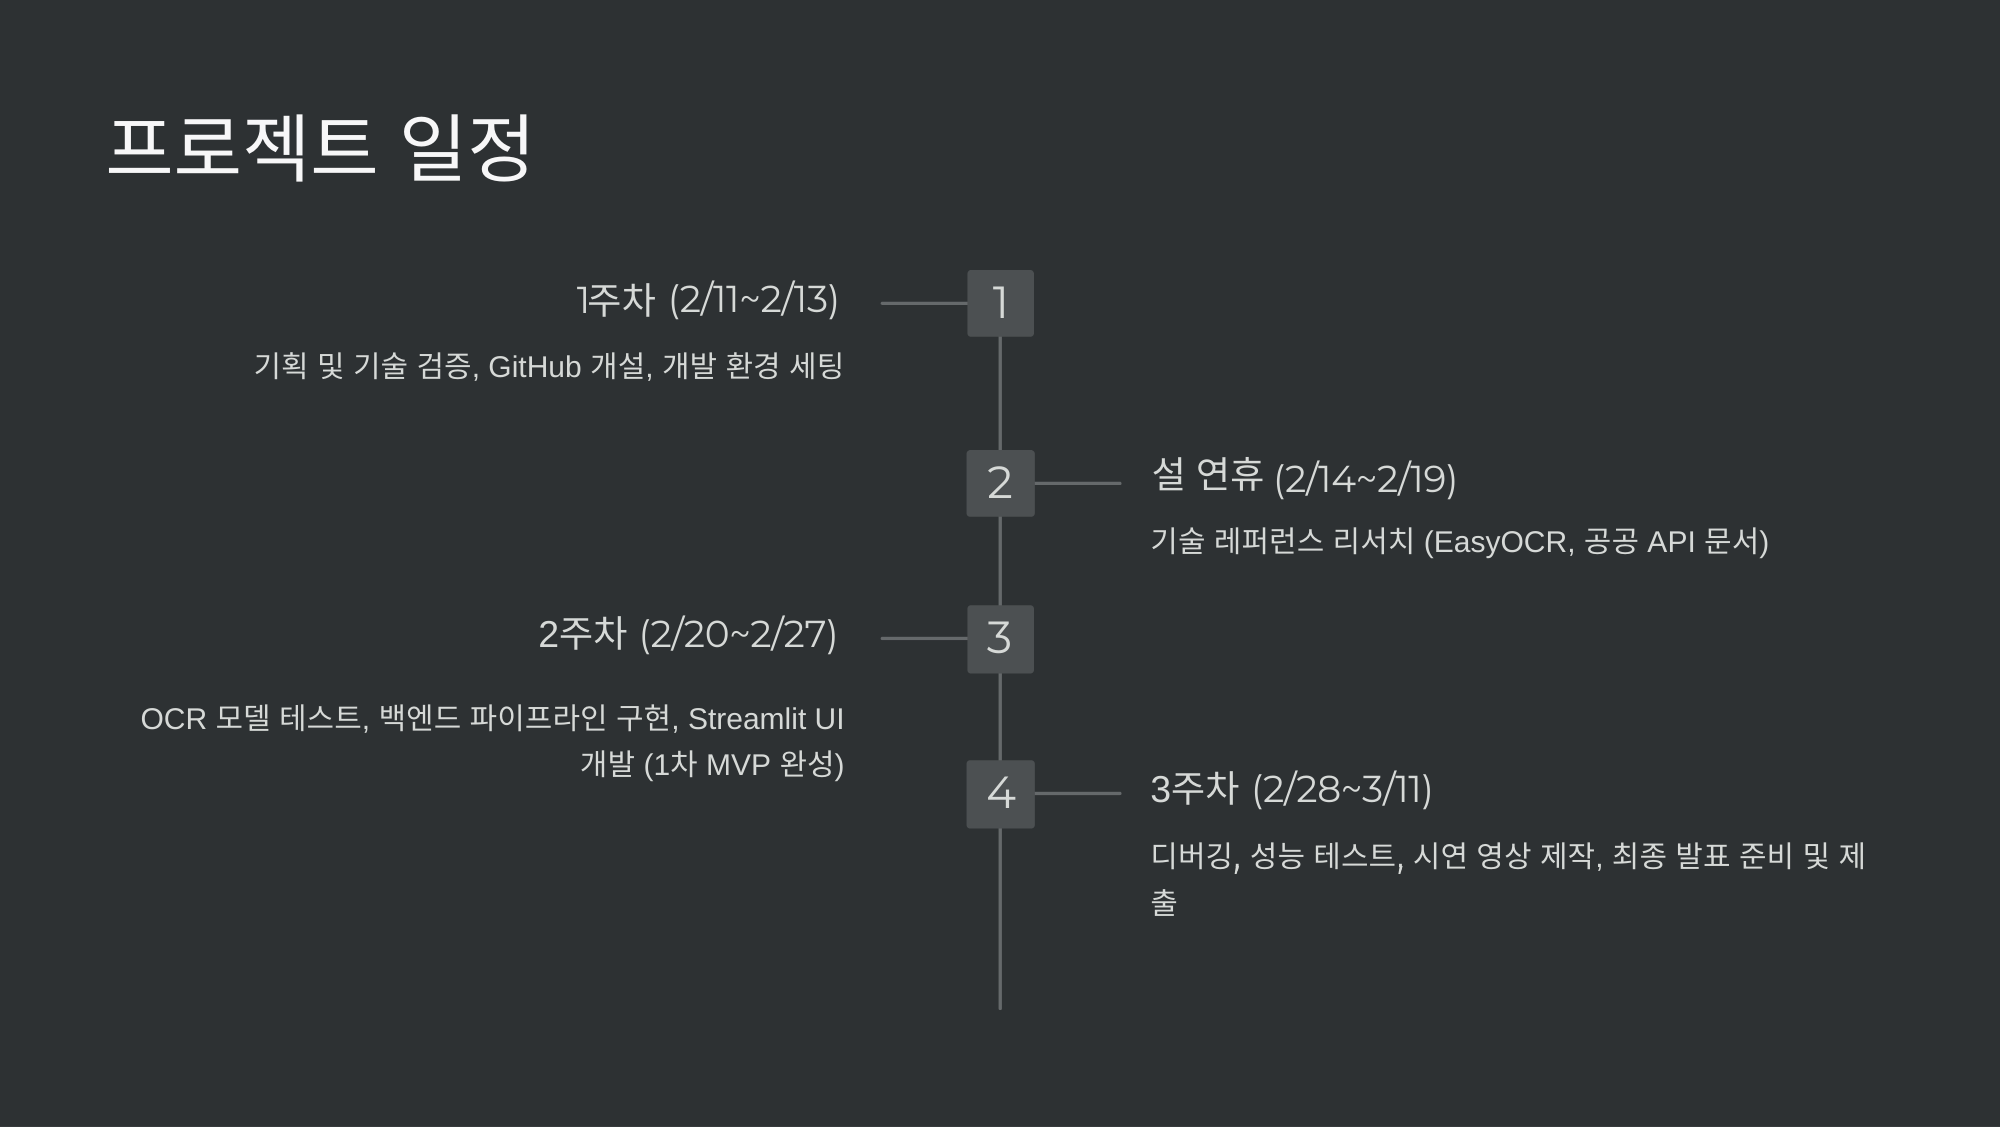 프로젝트 일정
1주차 (2/11~2/13)
1
기획 및 기술 검증, GitHub 개설, 개발 환경 세팅
2
설 연휴 (2/14~2/19)
기술 레퍼런스 리서치 (EasyOCR, 공공 API 문서)
2주차 (2/20~2/27)
3
OCR 모델 테스트, 백엔드 파이프라인 구현, Streamlit UI
개발 (1차 MVP 완성)
4
3주차 (2/28~3/11)
디버깅, 성능 테스트, 시연 영상 제작, 최종 발표 준비 및 제
출